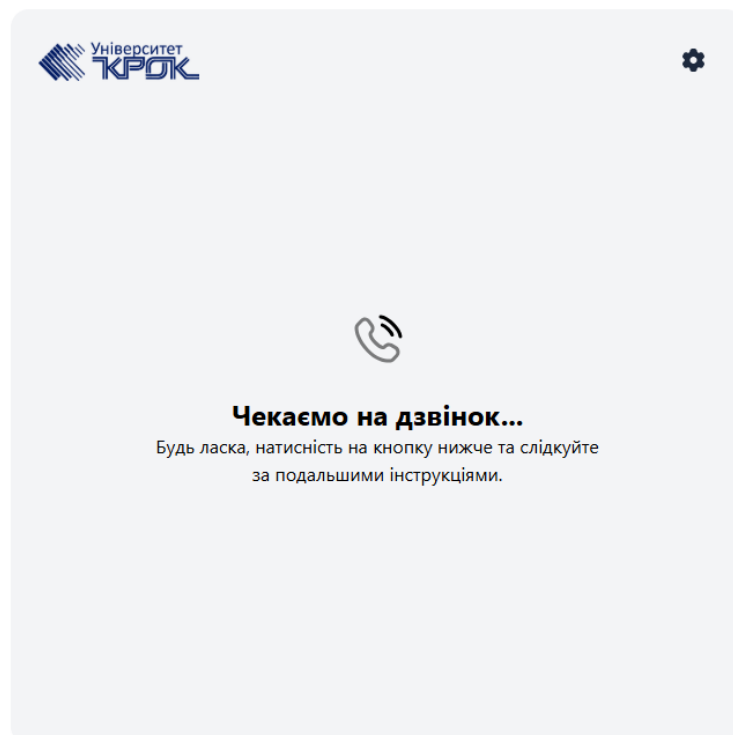 Університет
КРОК
Чекаємо на дзвінок...
Будь ласка, натисність на кнопку нижче та слідкуйте
за подальшими інструкціями.